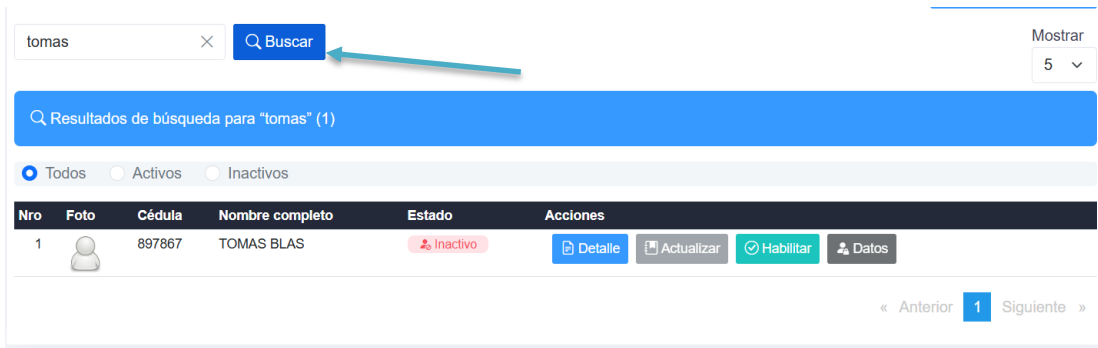 tomas Buscar Mostrar
5
Resultados de búsqueda para “tomas” (1)
Todos Activos Inactivos
Nro Foto Cédula Nombre completo Estado Acciones
1 897867 TOMAS BLAS Inactivo Detalle Actualizar Habilitar Datos
« Anterior 1 Siguiente »